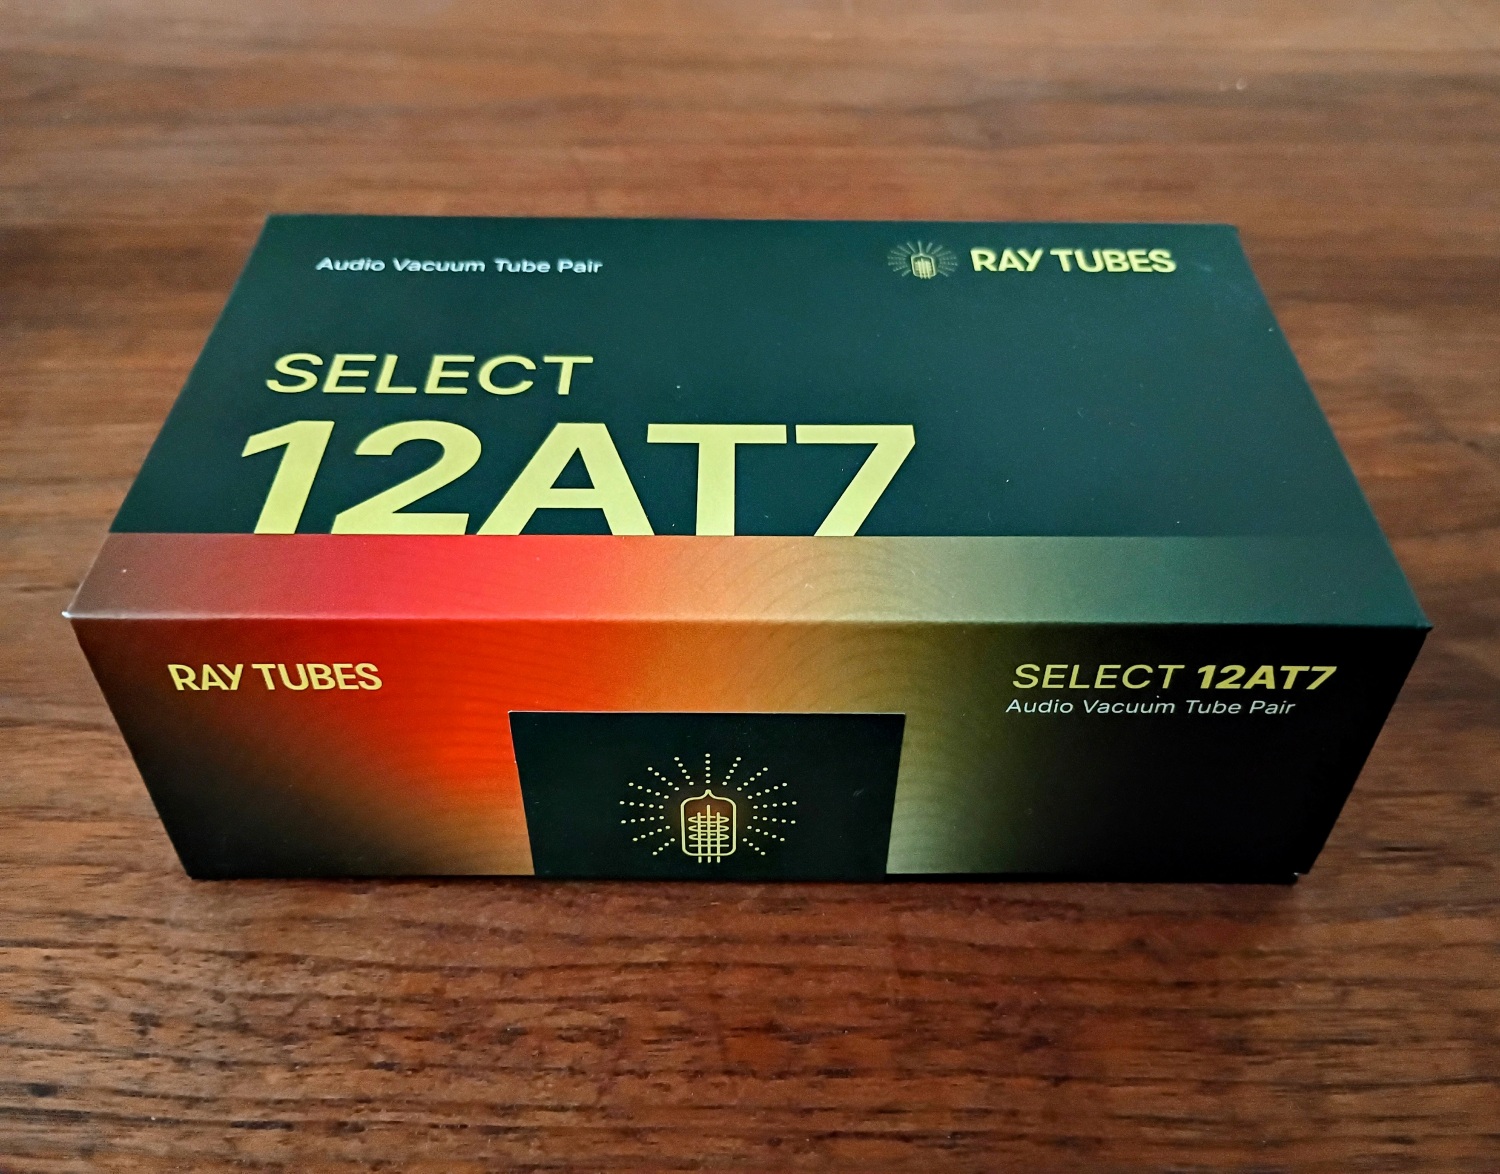 Audio Vacuum Tube Pair
RAY TUBES
SELECT
12AT7
RAY TUBES
SELECT 12AT7
Audio Vacuum Tube Pair